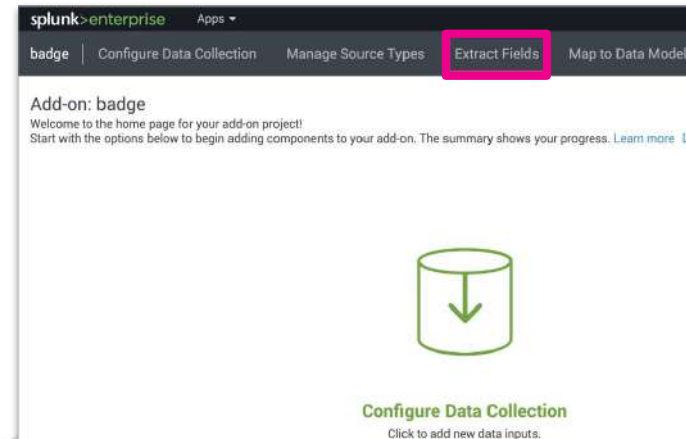 splunk>enterprise Apps
badge Configure Data Collection Manage Source Types Extract Fields Map to Data Model
Add-on: badge
Welcome to the home page for your add-on project!
Start with the options below to begin adding components to your add-on. The summary shows your progress. Learn more
Configure Data Collection
Click to add new data inputs.